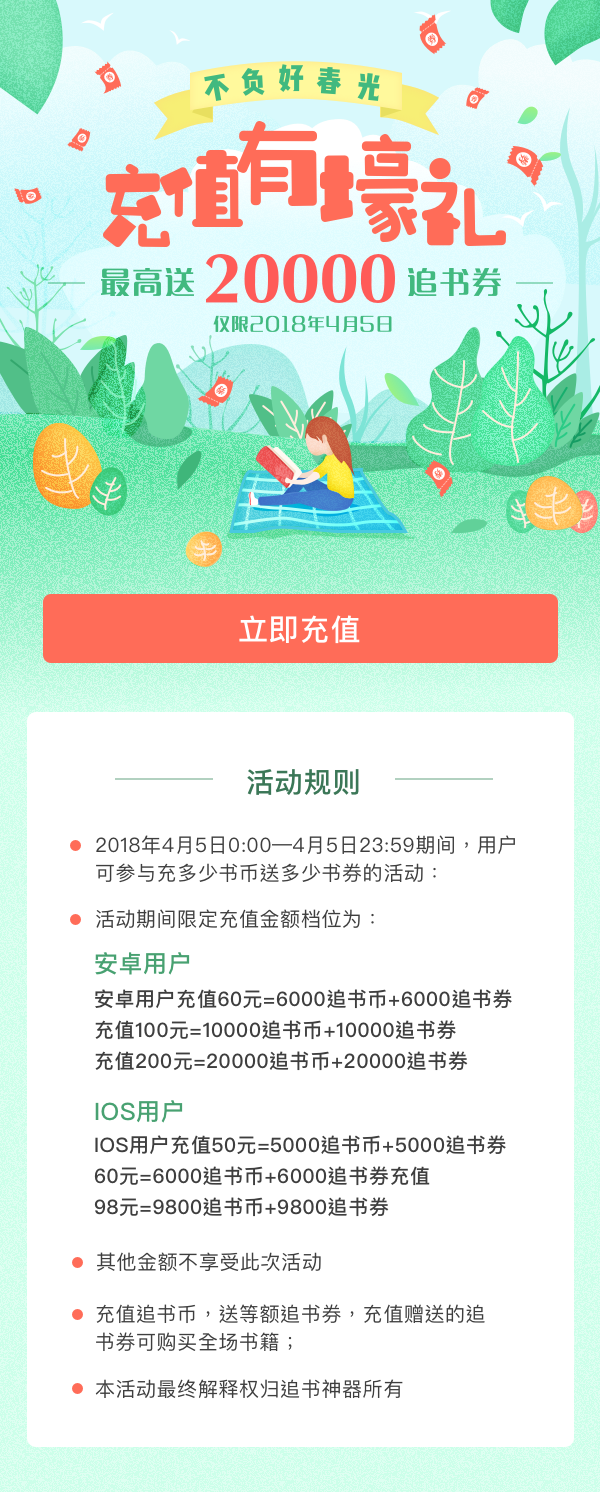 不负好春光
充值有壕礼
最高送20000追书券
仅限2018年4月5日
立即充值
活动规则
2018年4月5日0:00—4月5日23:59期间，用户
可参与充多少书币送多少书券的活动：
活动期间限定充值金额档位为：
安卓用户
安卓用户充值60元=6000追书币+6000追书券
充值100元=10000追书币+10000追书券
充值200元=20000追书币+20000追书券
IOS用户
IOS用户充值50元=5000追书币+5000追书券
60元=6000追书币+6000追书券充值
98元=9800追书币+9800追书券
其他金额不享受此次活动
充值追书币，送等额追书券，充值赠送的追
书券可购买全场书籍；
本活动最终解释权归追书神器所有